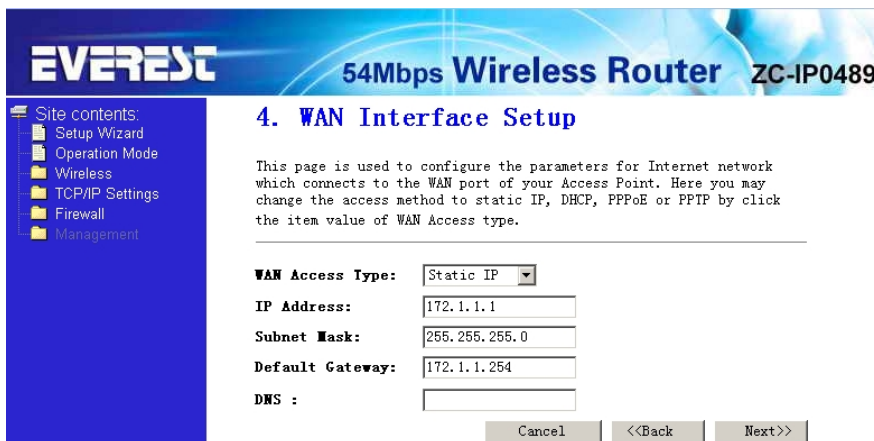 EVEREST
54Mbps Wireless Router ZC-IP0489
Site contents:
Setup Wizard
Operation Mode
Wireless
TCP/IP Settings
Firewall
Management
4. WAN Interface Setup
This page is used to configure the parameters for Internet network
which connects to the WAN port of your Access Point. Here you may
change the access method to static IP, DHCP, PPPoE or PPTP by click
the item value of WAN Access type.
WAN Access Type: Static IP
IP Address: 172.1.1.1
Subnet Mask: 255.255.255.0
Default Gateway: 172.1.1.254
DNS :
Cancel <<Back Next>>